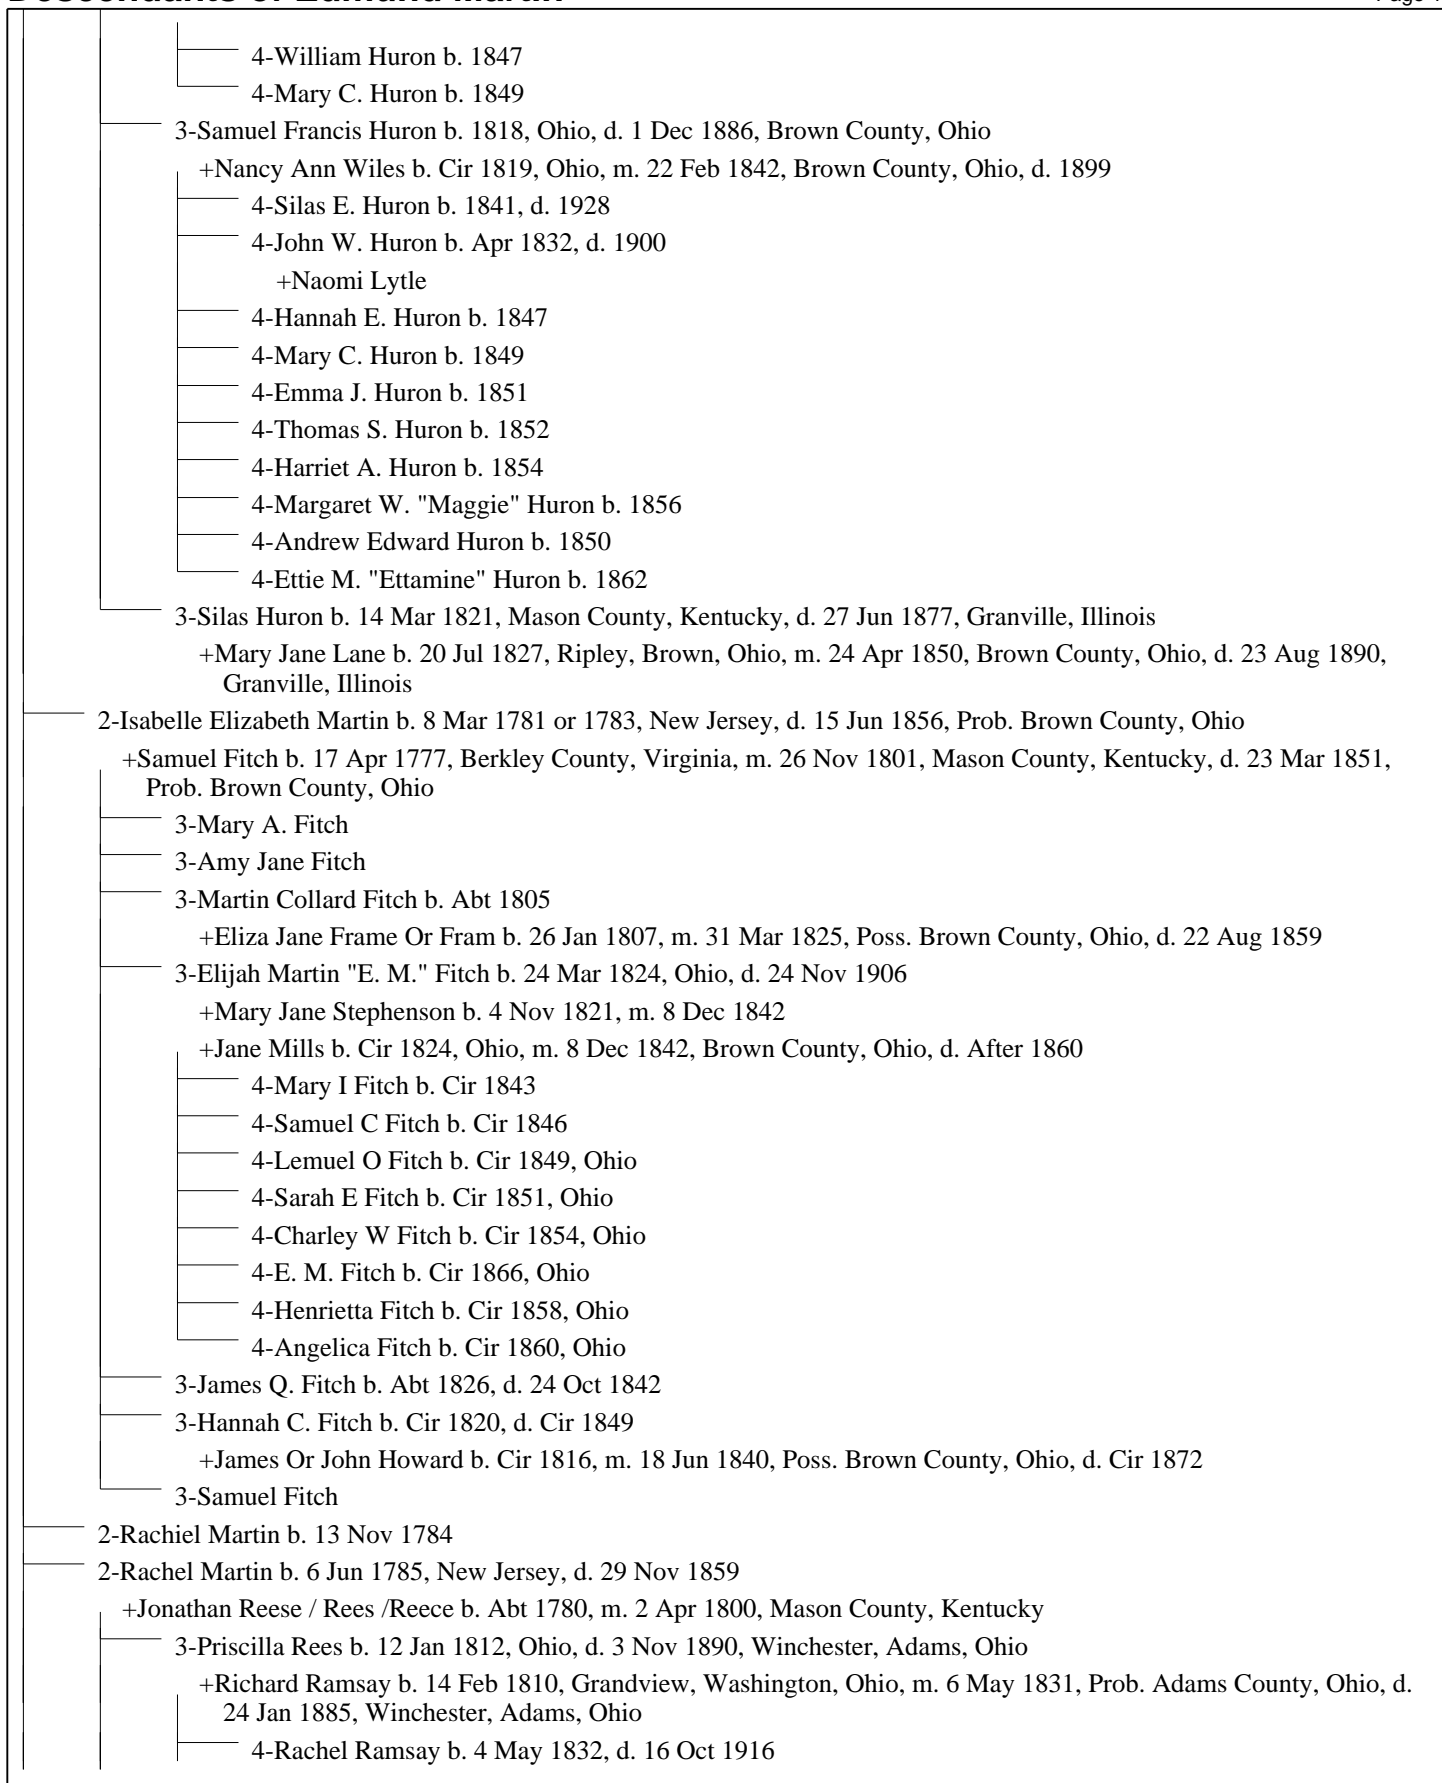 4-William Huron b. 1847
4-Mary C. Huron b. 1849
3-Samuel Francis Huron b. 1818, Ohio, d. 1 Dec 1886, Brown County, Ohio
+Nancy Ann Wiles b. Cir 1819, Ohio, m. 22 Feb 1842, Brown County, Ohio, d. 1899
4-Silas E. Huron b. 1841, d. 1928
4-John W. Huron b. Apr 1832, d. 1900
+Naomi Lytle
4-Hannah E. Huron b. 1847
4-Mary C. Huron b. 1849
4-Emma J. Huron b. 1851
4-Thomas S. Huron b. 1852
4-Harriet A. Huron b. 1854
4-Margaret W. "Maggie" Huron b. 1856
4-Andrew Edward Huron b. 1850
4-Ettie M. "Ettamine" Huron b. 1862
3-Silas Huron b. 14 Mar 1821, Mason County, Kentucky, d. 27 Jun 1877, Granville, Illinois
+Mary Jane Lane b. 20 Jul 1827, Ripley, Brown, Ohio, m. 24 Apr 1850, Brown County, Ohio, d. 23 Aug 1890,
Granville, Illinois
2-Isabelle Elizabeth Martin b. 8 Mar 1781 or 1783, New Jersey, d. 15 Jun 1856, Prob. Brown County, Ohio
+Samuel Fitch b. 17 Apr 1777, Berkley County, Virginia, m. 26 Nov 1801, Mason County, Kentucky, d. 23 Mar 1851,
Prob. Brown County, Ohio
3-Mary A. Fitch
3-Amy Jane Fitch
3-Martin Collard Fitch b. Abt 1805
+Eliza Jane Frame Or Fram b. 26 Jan 1807, m. 31 Mar 1825, Poss. Brown County, Ohio, d. 22 Aug 1859
3-Elijah Martin "E. M." Fitch b. 24 Mar 1824, Ohio, d. 24 Nov 1906
+Mary Jane Stephenson b. 4 Nov 1821, m. 8 Dec 1842
+Jane Mills b. Cir 1824, Ohio, m. 8 Dec 1842, Brown County, Ohio, d. After 1860
4-Mary I Fitch b. Cir 1843
4-Samuel C Fitch b. Cir 1846
4-Lemuel O Fitch b. Cir 1849, Ohio
4-Sarah E Fitch b. Cir 1851, Ohio
4-Charley W Fitch b. Cir 1854, Ohio
4-E. M. Fitch b. Cir 1866, Ohio
4-Henrietta Fitch b. Cir 1858, Ohio
4-Angelica Fitch b. Cir 1860, Ohio
3-James Q. Fitch b. Abt 1826, d. 24 Oct 1842
3-Hannah C. Fitch b. Cir 1820, d. Cir 1849
+James Or John Howard b. Cir 1816, m. 18 Jun 1840, Poss. Brown County, Ohio, d. Cir 1872
3-Samuel Fitch
2-Rachiel Martin b. 13 Nov 1784
2-Rachel Martin b. 6 Jun 1785, New Jersey, d. 29 Nov 1859
+Jonathan Reese / Rees /Reece b. Abt 1780, m. 2 Apr 1800, Mason County, Kentucky
3-Priscilla Rees b. 12 Jan 1812, Ohio, d. 3 Nov 1890, Winchester, Adams, Ohio
+Richard Ramsay b. 14 Feb 1810, Grandview, Washington, Ohio, m. 6 May 1831, Prob. Adams County, Ohio, d.
24 Jan 1885, Winchester, Adams, Ohio
4-Rachel Ramsay b. 4 May 1832, d. 16 Oct 1916